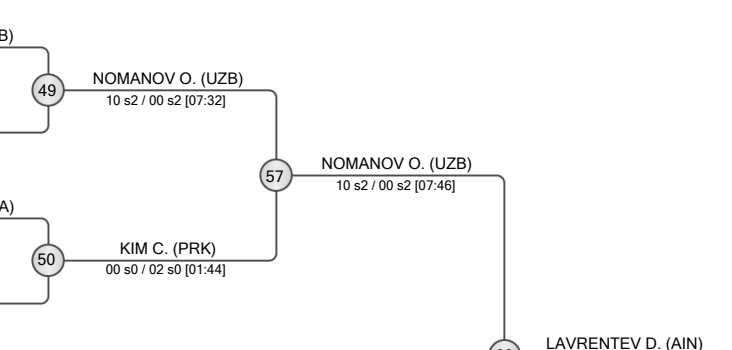 B)
NOMANOV O. (UZB)
49
10 s2 / 00 s2 [07:32]
NOMANOV O. (UZB)
57
10 s2 / 00 s2 [07:46]
A)
KIM C. (PRK)
50
00 s0 / 02 s0 [01:44]
LAVRENTEV D. (AIN)